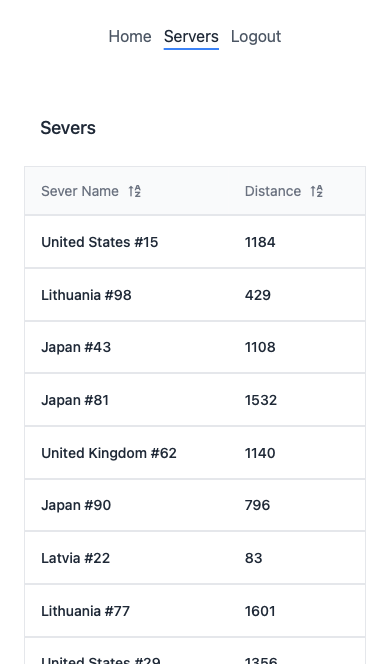 Home Servers Logout
Severs
Sever Name Distance
United States #15 1184
Lithuania #98 429
Japan #43 1108
Japan #81 1532
United Kingdom #62 1140
Japan #90 796
Latvia #22 83
Lithuania #77 1601
United States #29 1356